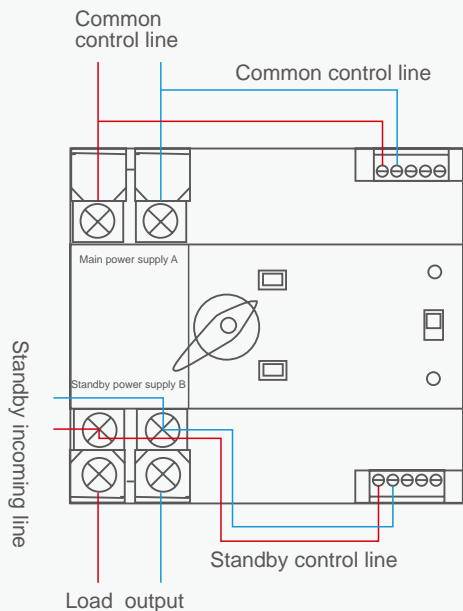 Common
control line
Common control line
Main power supply A
Standby power supply B
Standby incoming line
Standby control line
Load output